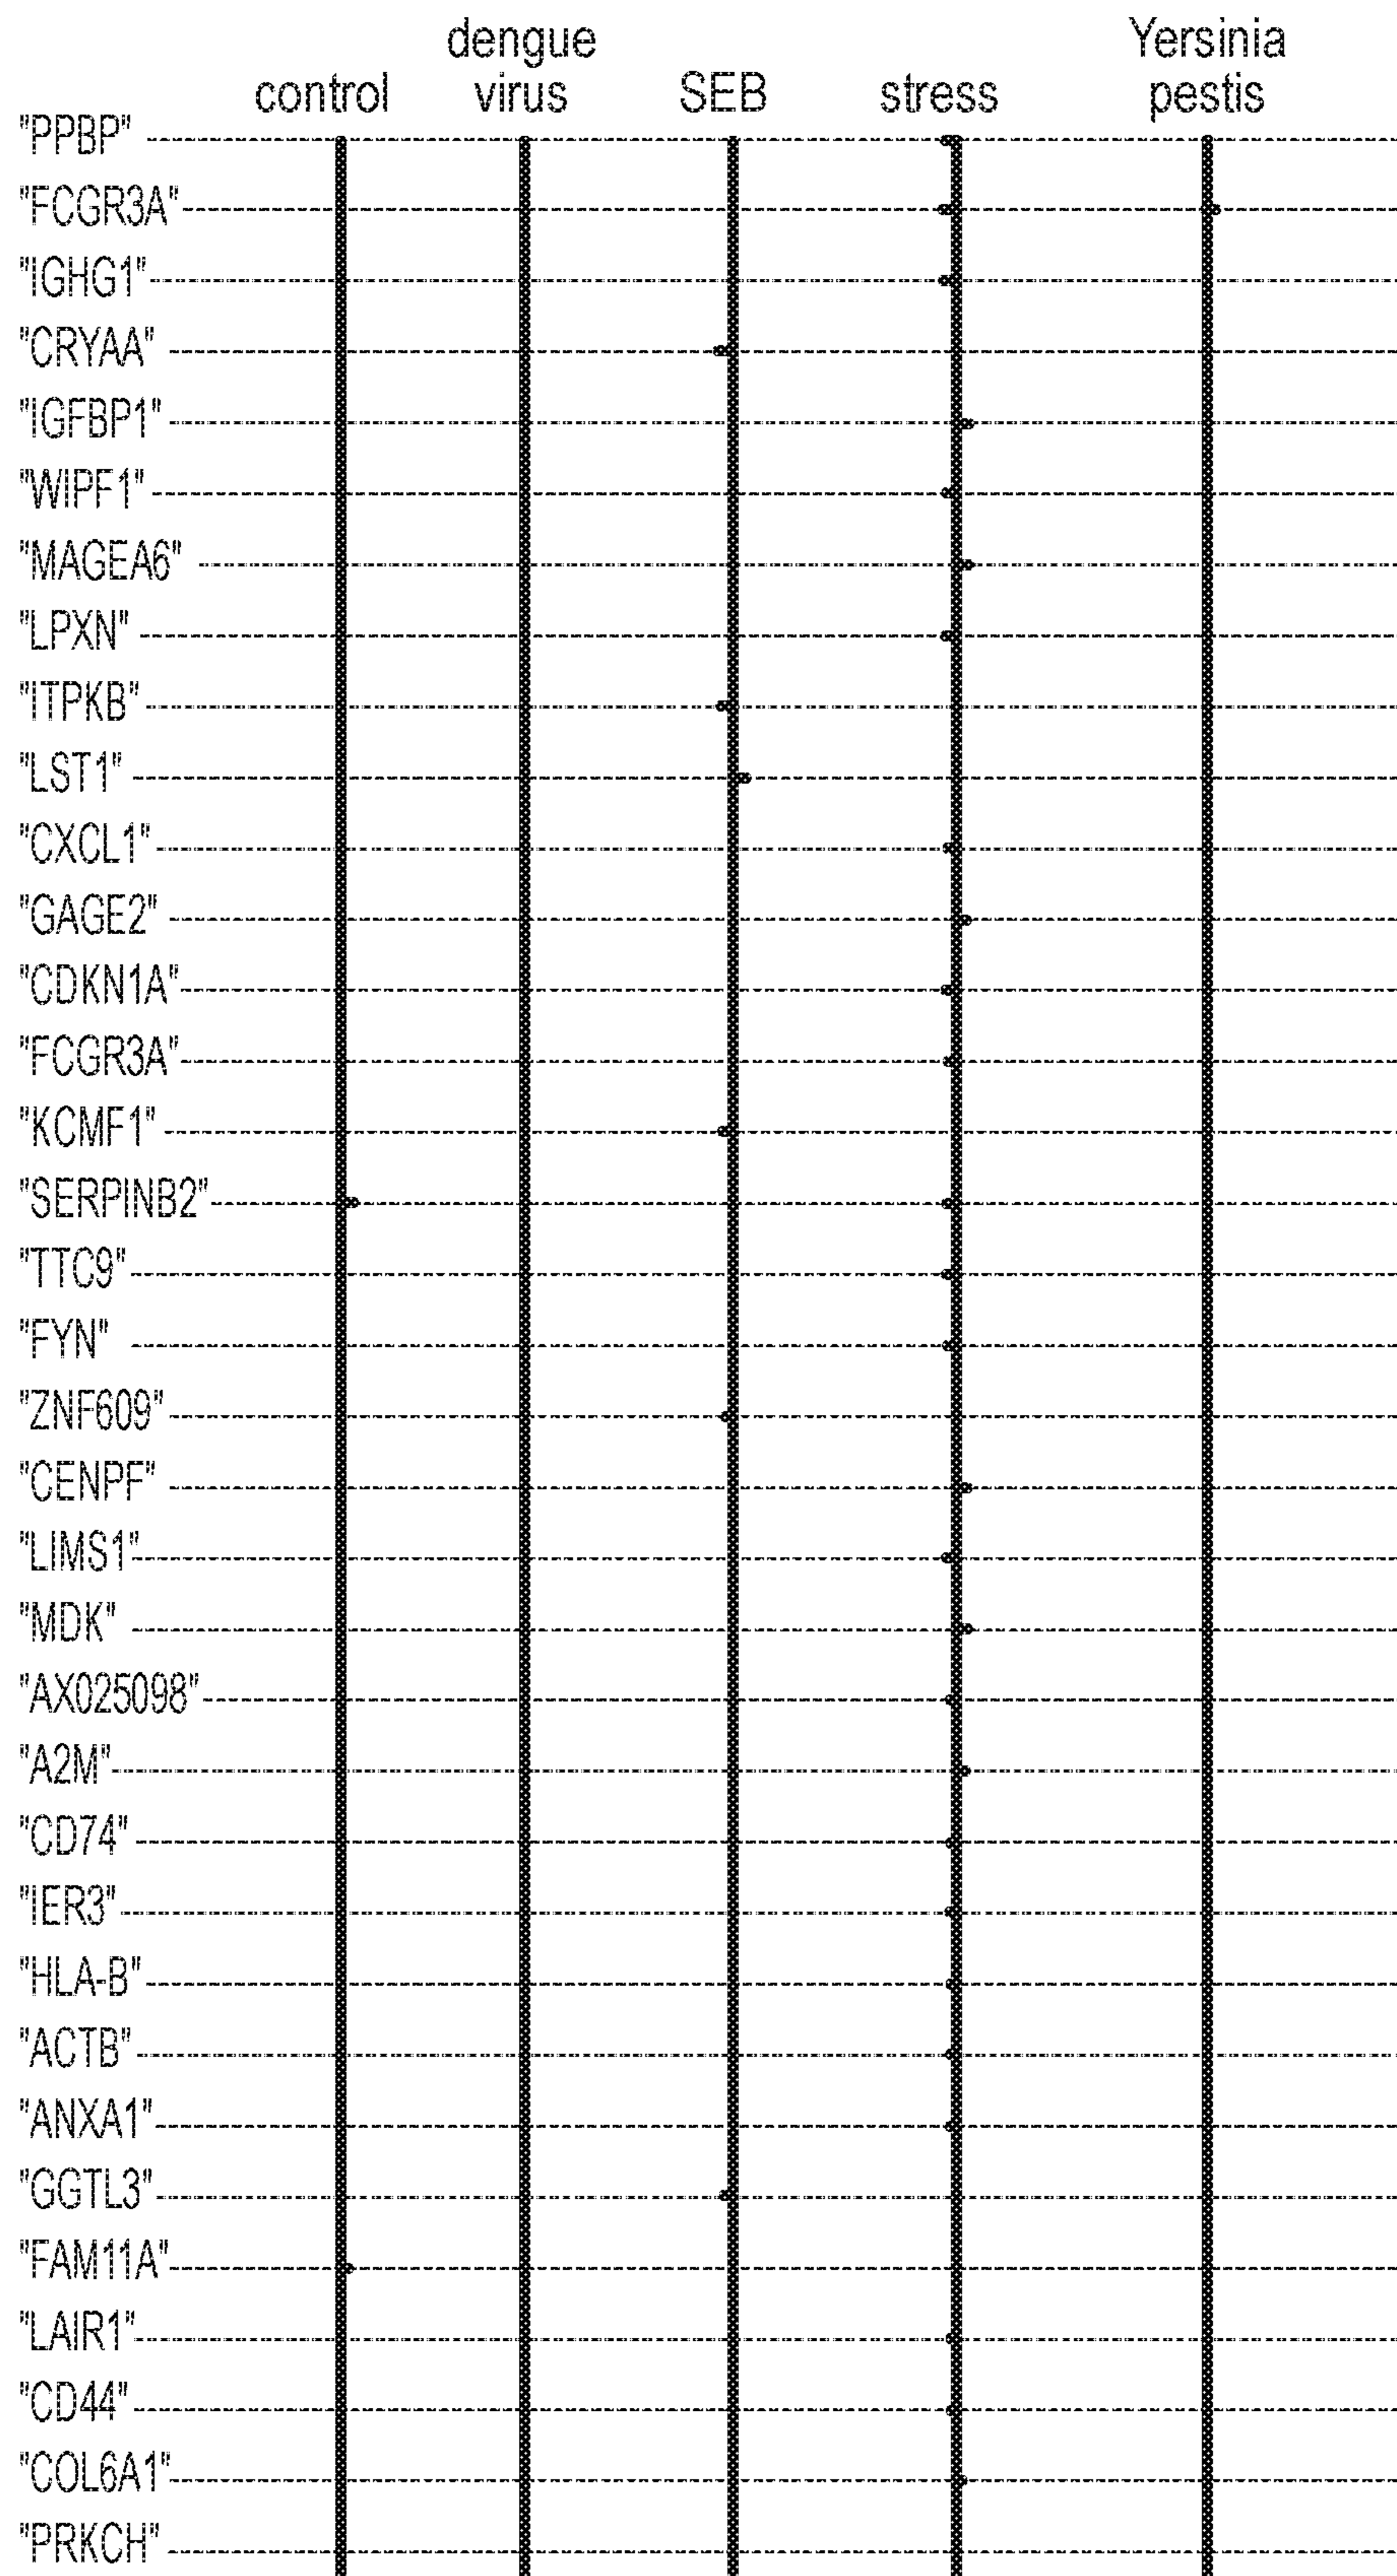 dengue Yersinia
control virus SEB stress pestis
"PPBP"
"FCGR3A"
"IGHG1"
"CRYAA"
"IGFBP1"
"WIPF1"
"MAGEA6"
"LPXN"
"ITPKB"
"LST1"
"CXCL1"
"GAGE2"
"CDKN1A"
"FCGR3A"
"KCMF1"
"SERPINB2"
"TTC9"
"FYN"
"ZNF609"
"CENPF"
"LIMS1"
"MDK"
"AX025098"
"A2M"
"CD74"
"IER3"
"HLA-B"
"ACTB"
"ANXA1"
"GGTL3"
"FAM11A"
"LAIR1"
"CD44"
"COL6A1"
"PRKCH"